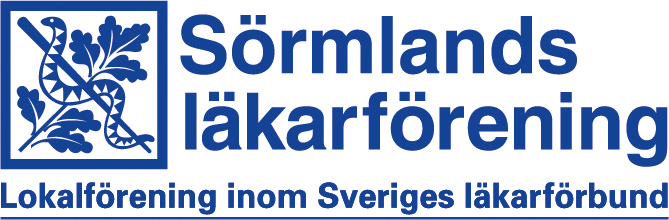 Sörmlands
läkarförening
Lokalförening inom Sveriges läkarförbund